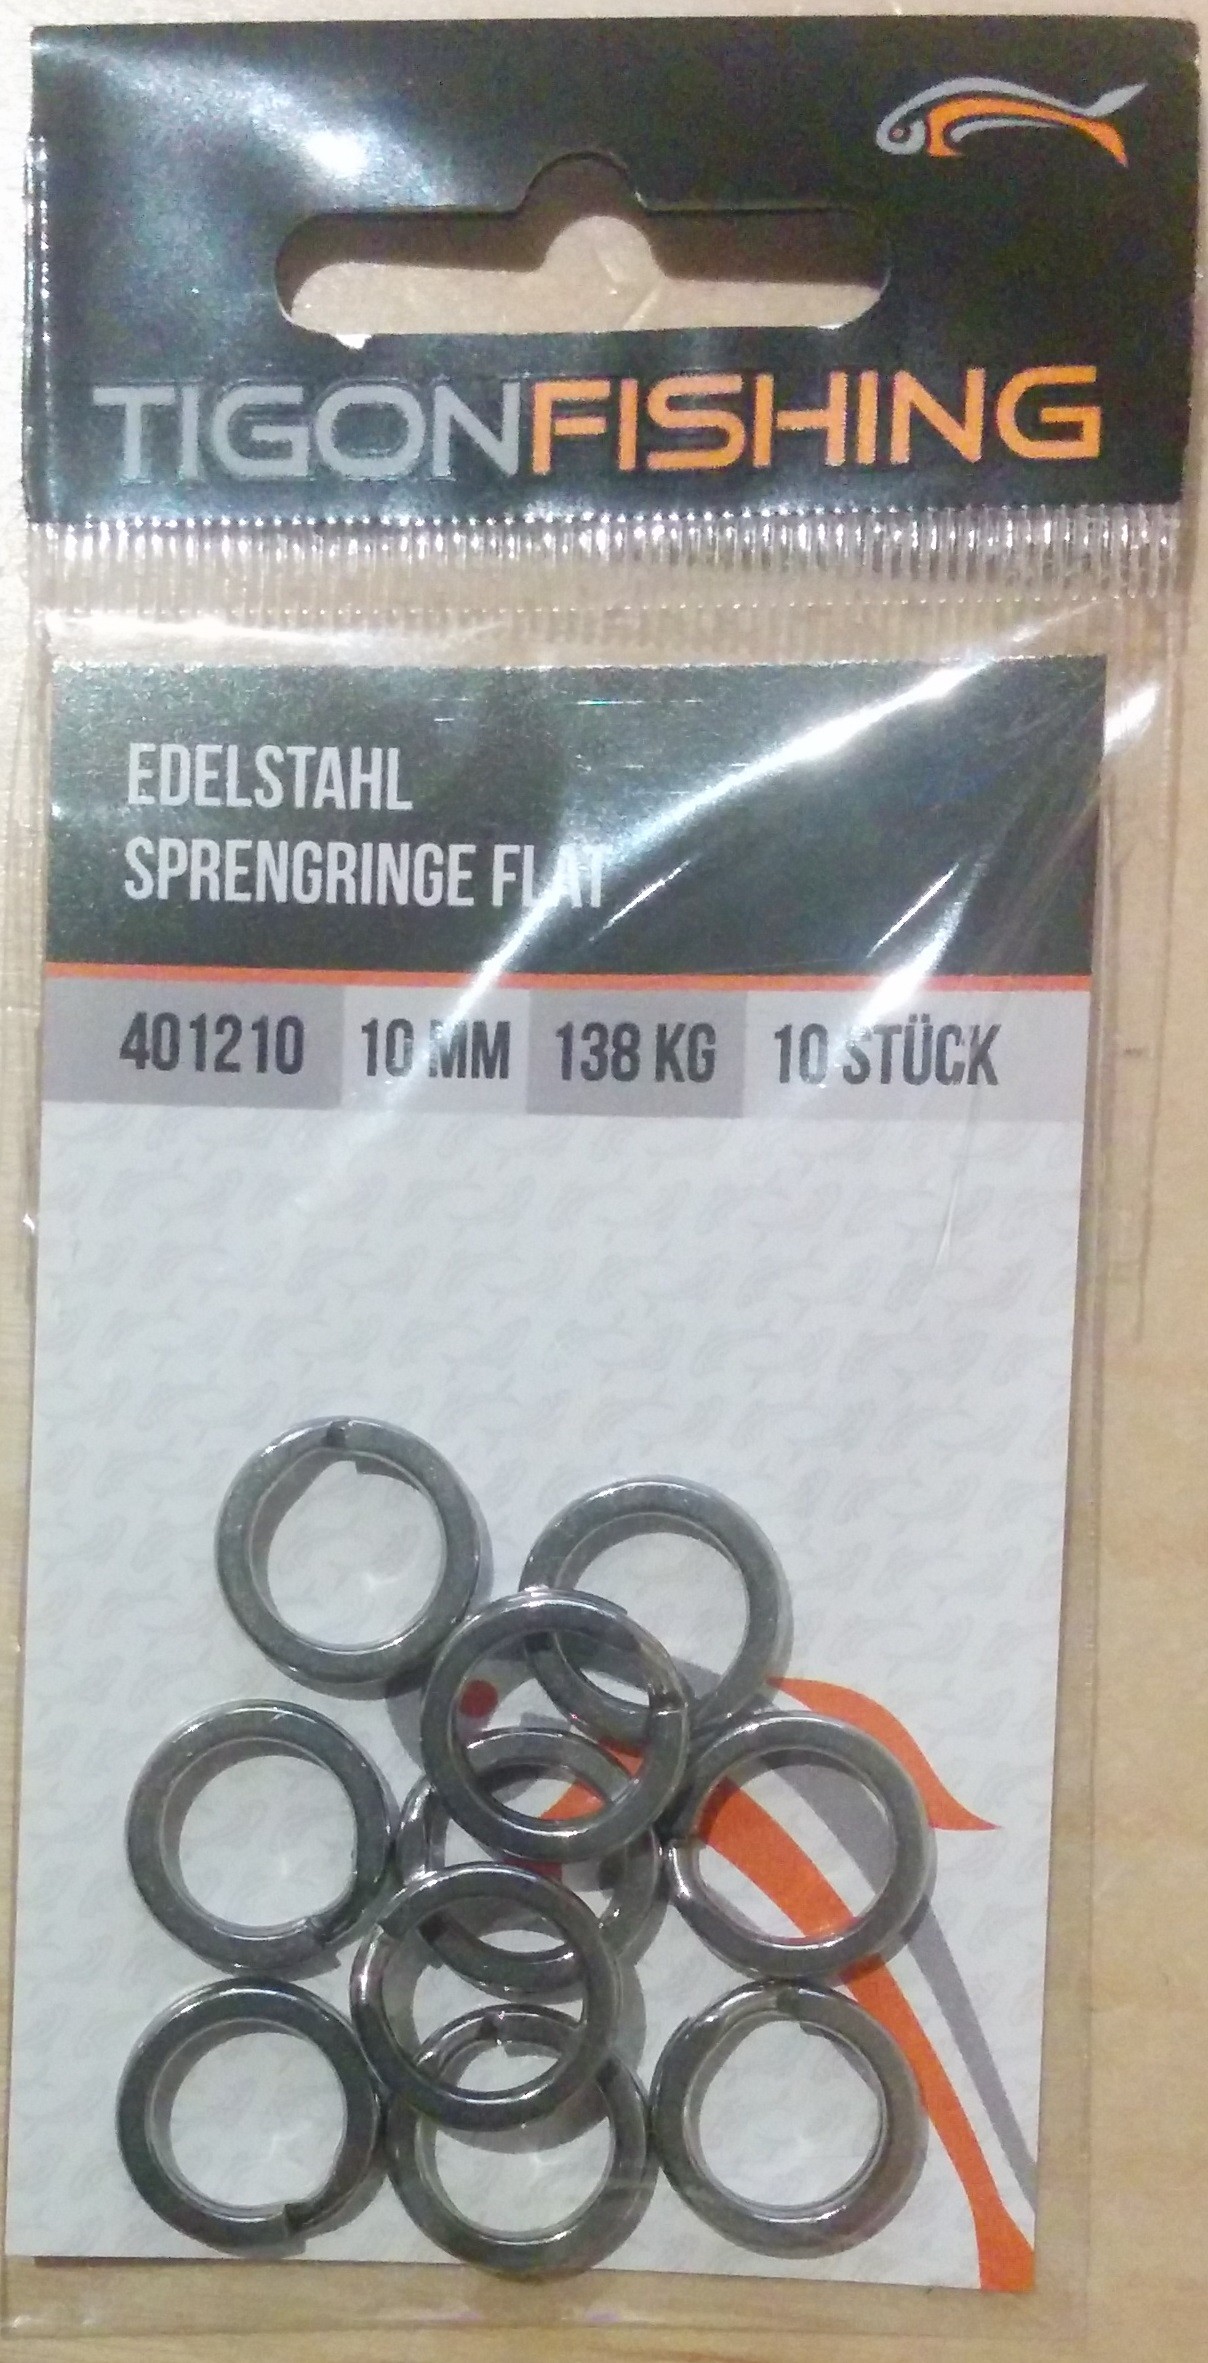 TIGONFISHING
EDELSTAHL
SPRENGRINGE FLAT
401210 10 MM 138 KG 10 STÜCK